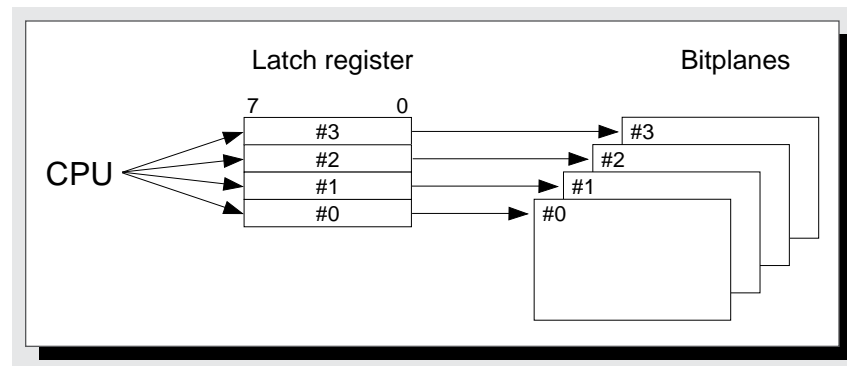 Latch register Bitplanes
7 0
#3 #3
#2 #2
CPU
#1 #1
#0 #0